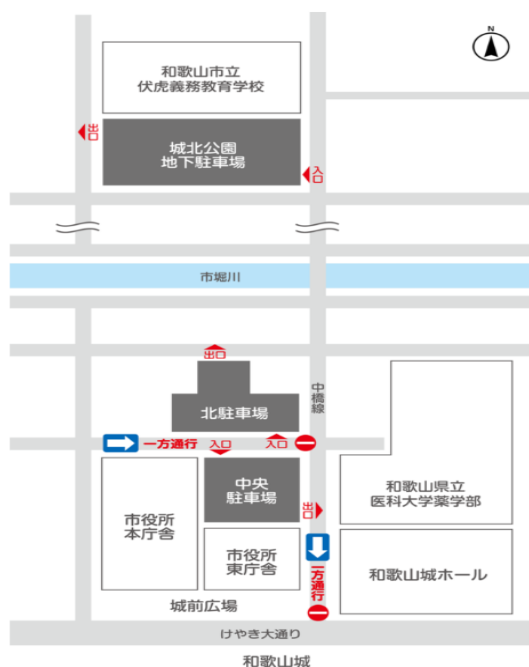 N
和歌山市立
伏虎義務教育学校
出口
城北公園
地下駐車場
入口
市堀川
出口
中橋線
北駐車場
一方通行
入口
入口
中央
駐車場
出口
市役所
本庁舎
和歌山県立
医科大学薬学部
市役所
東庁舎
一方通行
和歌山城ホール
城前広場
けやき大通り
和歌山城